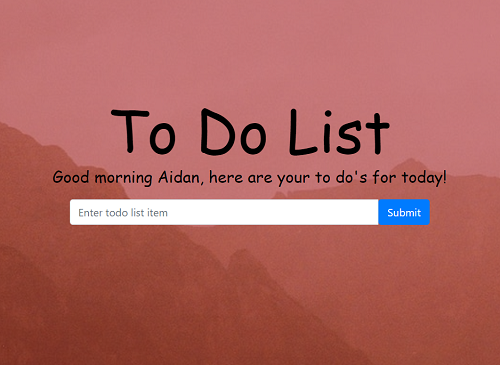 To Do List
Good morning Aidan, here are your to do's for today!
Enter todo list item
Submit